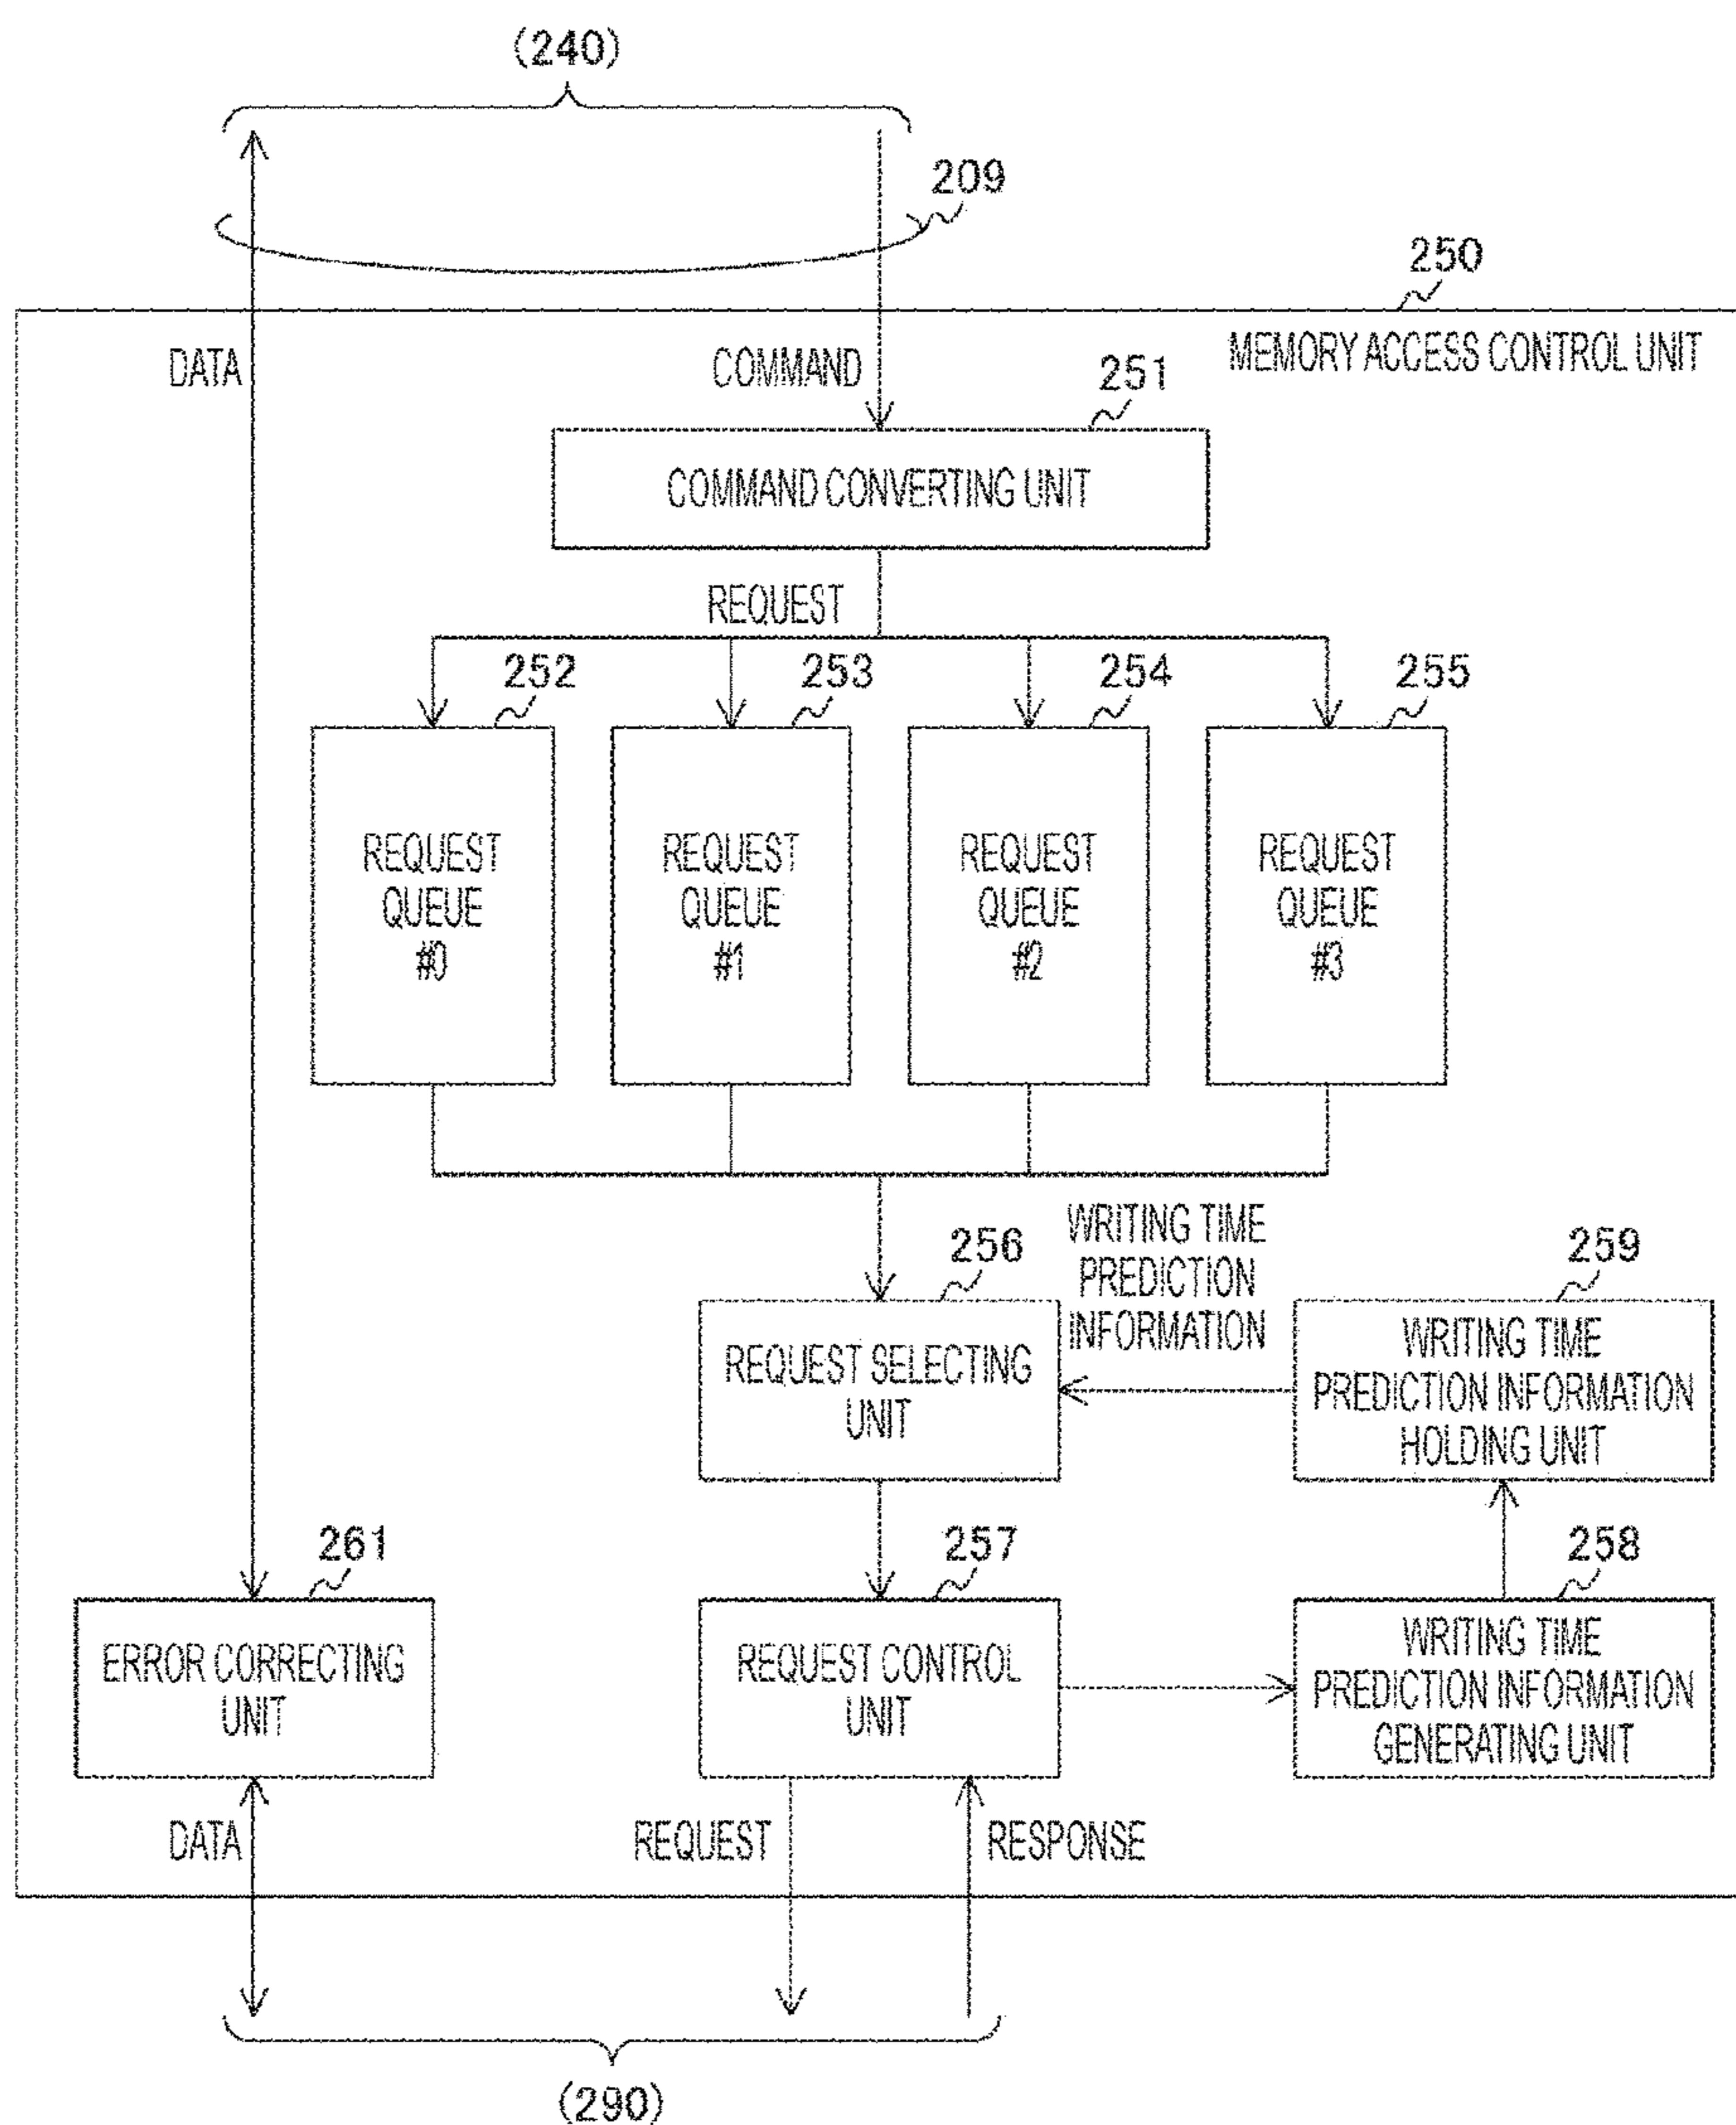 (240)
209
250
MEMORY ACCESS CONTROL UNIT
DATA
COMMAND
251
COMMAND CONVERTING UNIT
REQUEST
252
253
254
255
REQUEST
QUEUE
#0
REQUEST
QUEUE
#1
REQUEST
QUEUE
#2
REQUEST
QUEUE
#3
WRITING TIME
PREDICTION
INFORMATION
256
259
REQUEST SELECTING
UNIT
WRITING TIME
PREDICTION INFORMATION
HOLDING UNIT
261
257
258
ERROR CORRECTING
UNIT
REQUEST CONTROL
UNIT
WRITING TIME
PREDICTION INFORMATION
GENERATING UNIT
DATA
REQUEST
RESPONSE
(290)